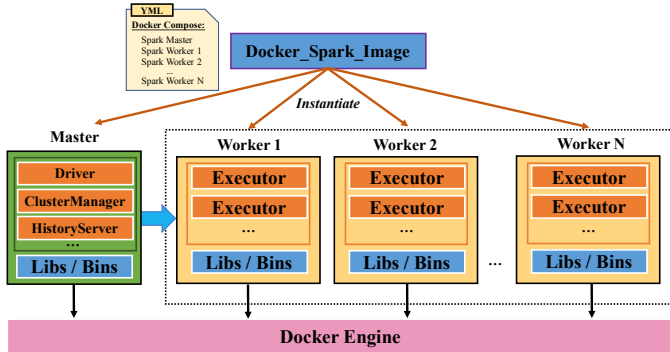 YML
Docker Compose:
Spark Master
Spark Worker 1
Spark Worker 2
...
Spark Worker N
Docker_Spark_Image
Instantiate
Master
Driver
ClusterManager
HistoryServer
...
Libs / Bins
Worker 1
Executor
Executor
...
Libs / Bins
Worker 2
Executor
Executor
...
Libs / Bins
...
Worker N
Executor
Executor
...
Libs / Bins
Docker Engine